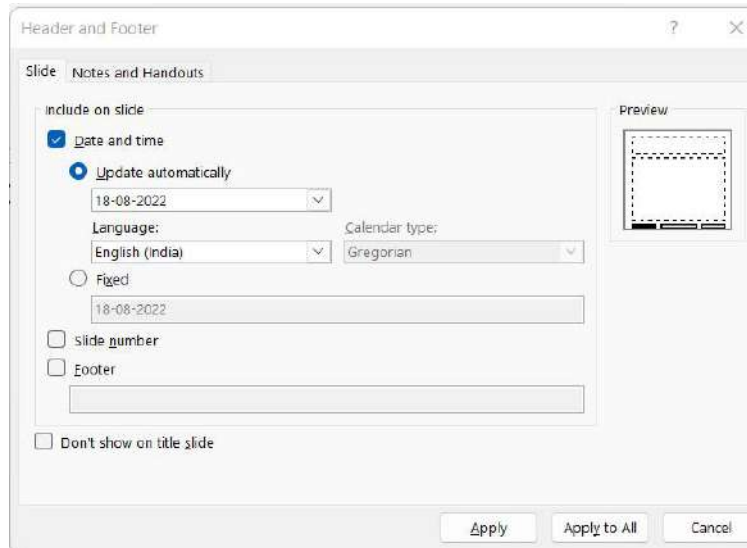 Header and Footer ?
Slide Notes and Handouts
Include on slide
Preview
Date and time
Update automatically
18-08-2022
Language: Calendar type:
English (India) Gregorian
Fixed
18-08-2022
Slide number
Footer
Don't show on title slide
Apply Apply to All Cancel